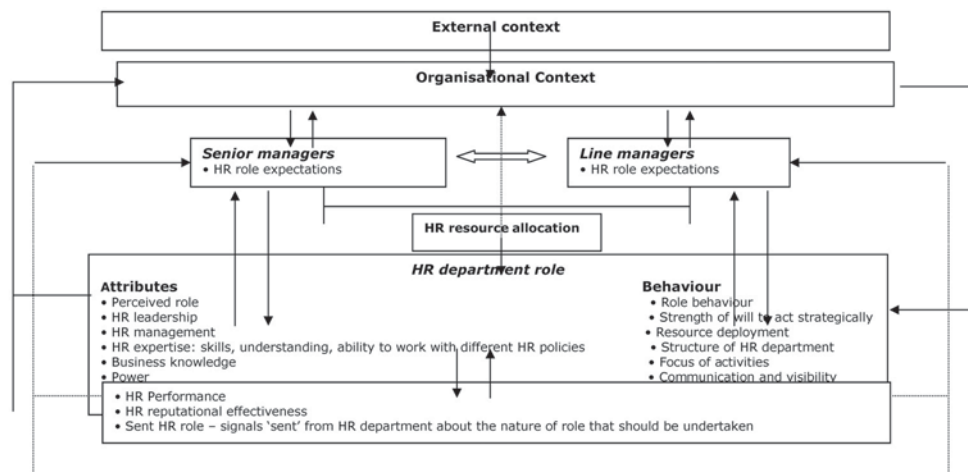 External context
Organisational Context
Senior managers
• HR role expectations
Line managers
• HR role expectations
HR resource allocation
HR department role
Attributes
• Perceived role
• HR leadership
• HR management
• HR expertise: skills, understanding, ability to work with different HR policies
• Business knowledge
• Power
Behaviour
• Role behaviour
• Strength of will to act strategically
• Resource deployment
• Structure of HR department
• Focus of activities
• Communication and visibility
• HR Performance
• HR reputational effectiveness
• Sent HR role – signals ‘sent’ from HR department about the nature of role that should be undertaken